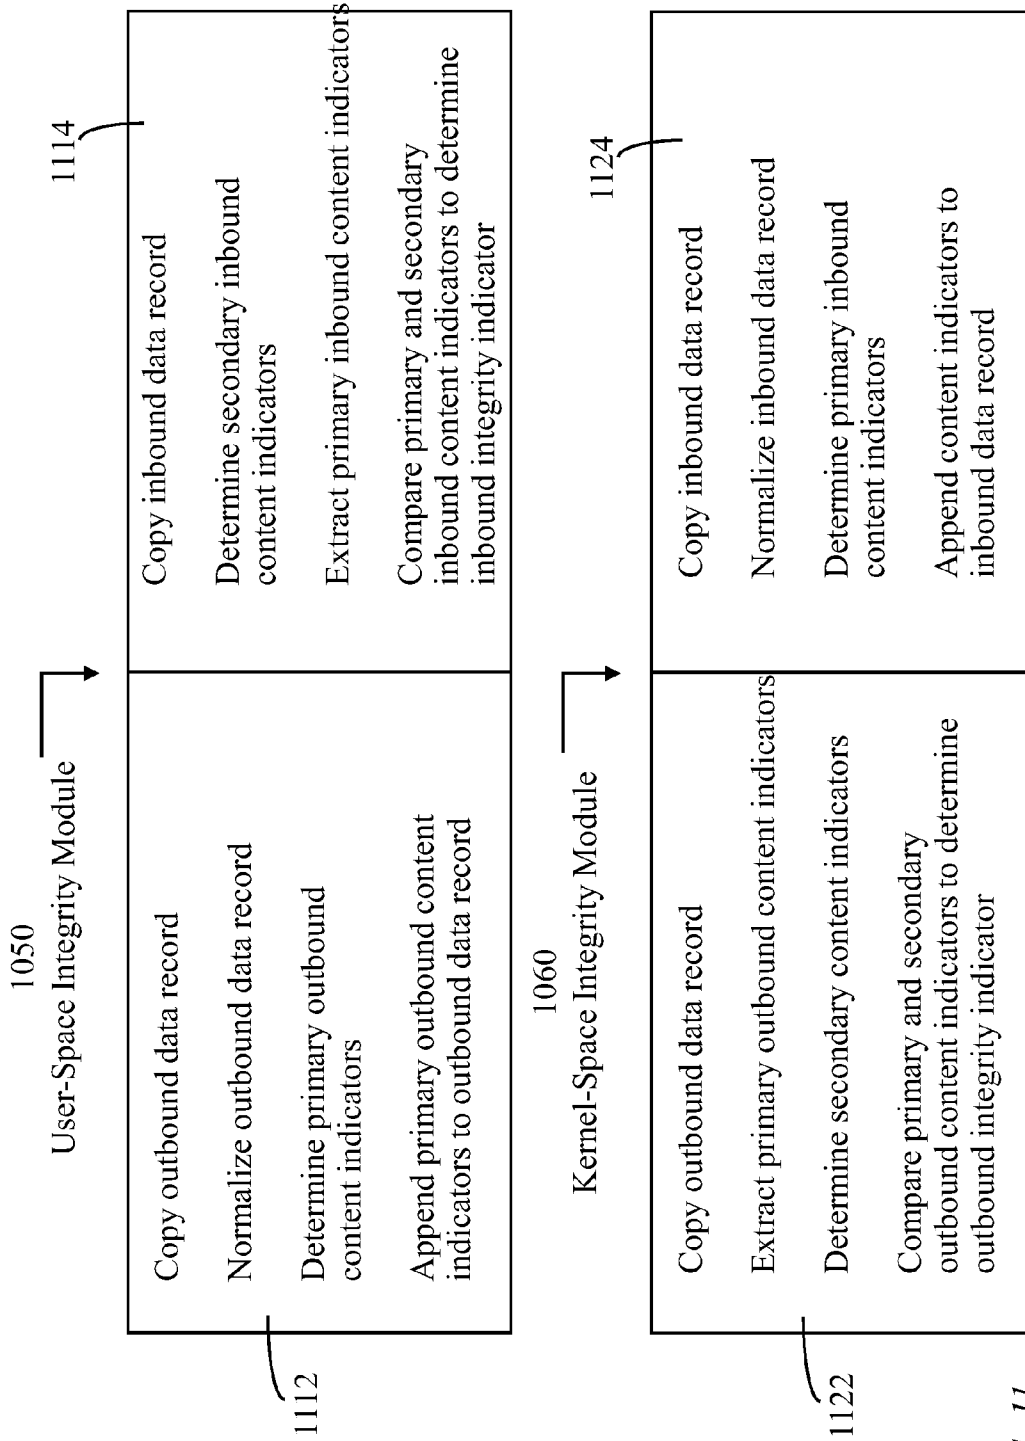 1050
User-Space Integrity Module
1112
Copy outbound data record
Normalize outbound data record
Determine primary outbound
content indicators
Append primary outbound content
indicators to outbound data record
1114
Copy inbound data record
Determine secondary inbound
content indicators
Extract primary inbound content indicators
Compare primary and secondary
inbound content indicators to determine
inbound integrity indicator
1060
Kernel-Space Integrity Module
1122
Copy outbound data record
Extract primary outbound content indicators
Determine secondary content indicators
Compare primary and secondary
outbound content indicators to determine
outbound integrity indicator
1124
Copy inbound data record
Normalize inbound data record
Determine primary inbound
content indicators
Append content indicators to
inbound data record
11